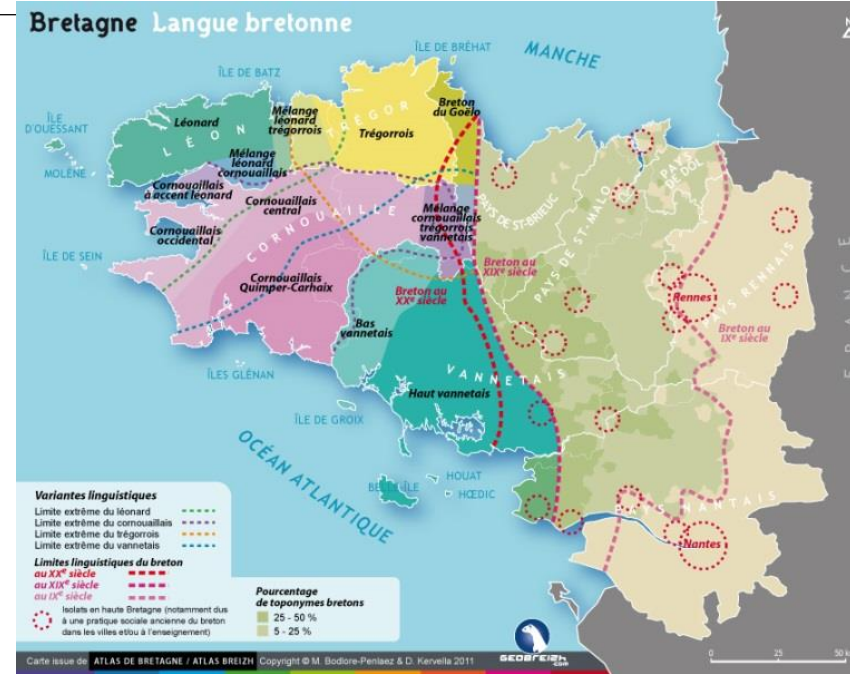 Bretagne Langue bretonne
MANCHE
ÎLE DE BRÉHAT
ÎLE DE BATZ
ÎLE
D'OUESSANT
MOLÈNE
Léonard
LÉON
Mélange
léonard
trégorrois
TRÉGOR
Trégorrois
Breton
du Goëlo
Mélange
léonard
cornouaillais
Cornouaillais
à accent léonard
Cornouaillais
central
CORNOUAILLE
Cornouaillais
occidental
Mélange
cornouaillais
trégorrois
vannetais
ÎLE DE SEIN
Cornouaillais
Quimper-Carhaix
PAYS DE ST-BRIEUC
PAYS DE ST-MALO
PAYS
DE DOL
PAYS RENNAIS
Rennes
FRANCE
Breton au
XIXe siècle
Breton au
XXe siècle
Breton au
IXe siècle
Bas
vannetais
VANNETAIS
Haut vannetais
ÎLES GLÉNAN
ÎLE DE GROIX
BELLE-ÎLE
HOUAT
HŒDIC
OCÉAN ATLANTIQUE
PAYS NANTAIS
Nantes
Variantes linguistiques
Limite extrême du léonard
Limite extrême du cornouaillais
Limite extrême du trégorrois
Limite extrême du vannetais
Limites linguistiques du breton
au XXe siècle
au XIXe siècle
au IXe siècle
Isolats en haute Bretagne (notamment dus
à une pratique sociale ancienne du breton
dans les villes et/ou à l'enseignement)
Pourcentage
de toponymes bretons
25 - 50 %
5 - 25 %
GEOBREIZH
.COM
Carte issue de ATLAS DE BRETAGNE / ATLAS BREIZH Copyright © M. Bodlore-Penlaez & D. Kervella 2011
0 25 50 k